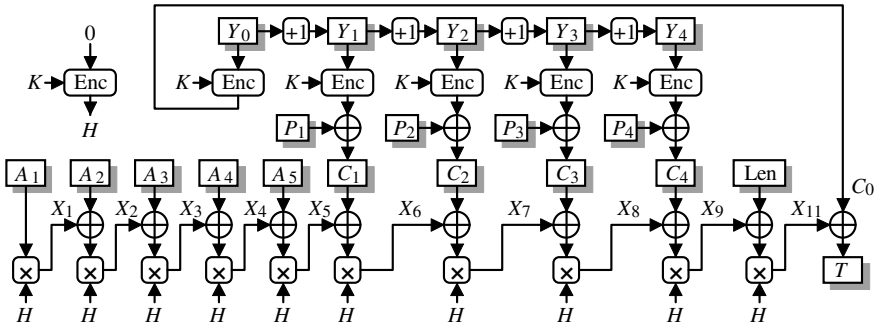 0 Y0 +1 Y1 +1 Y2 +1 Y3 +1 Y4
K Enc K Enc K Enc K Enc K Enc K Enc
H P1 P2 P3 P4
A1 A2 A3 A4 A5 C1 C2 C3 C4 Len C0
X1 X2 X3 X4 X5 X6 X7 X8 X9 X11
× × × × × × × × × × T
H H H H H H H H H H